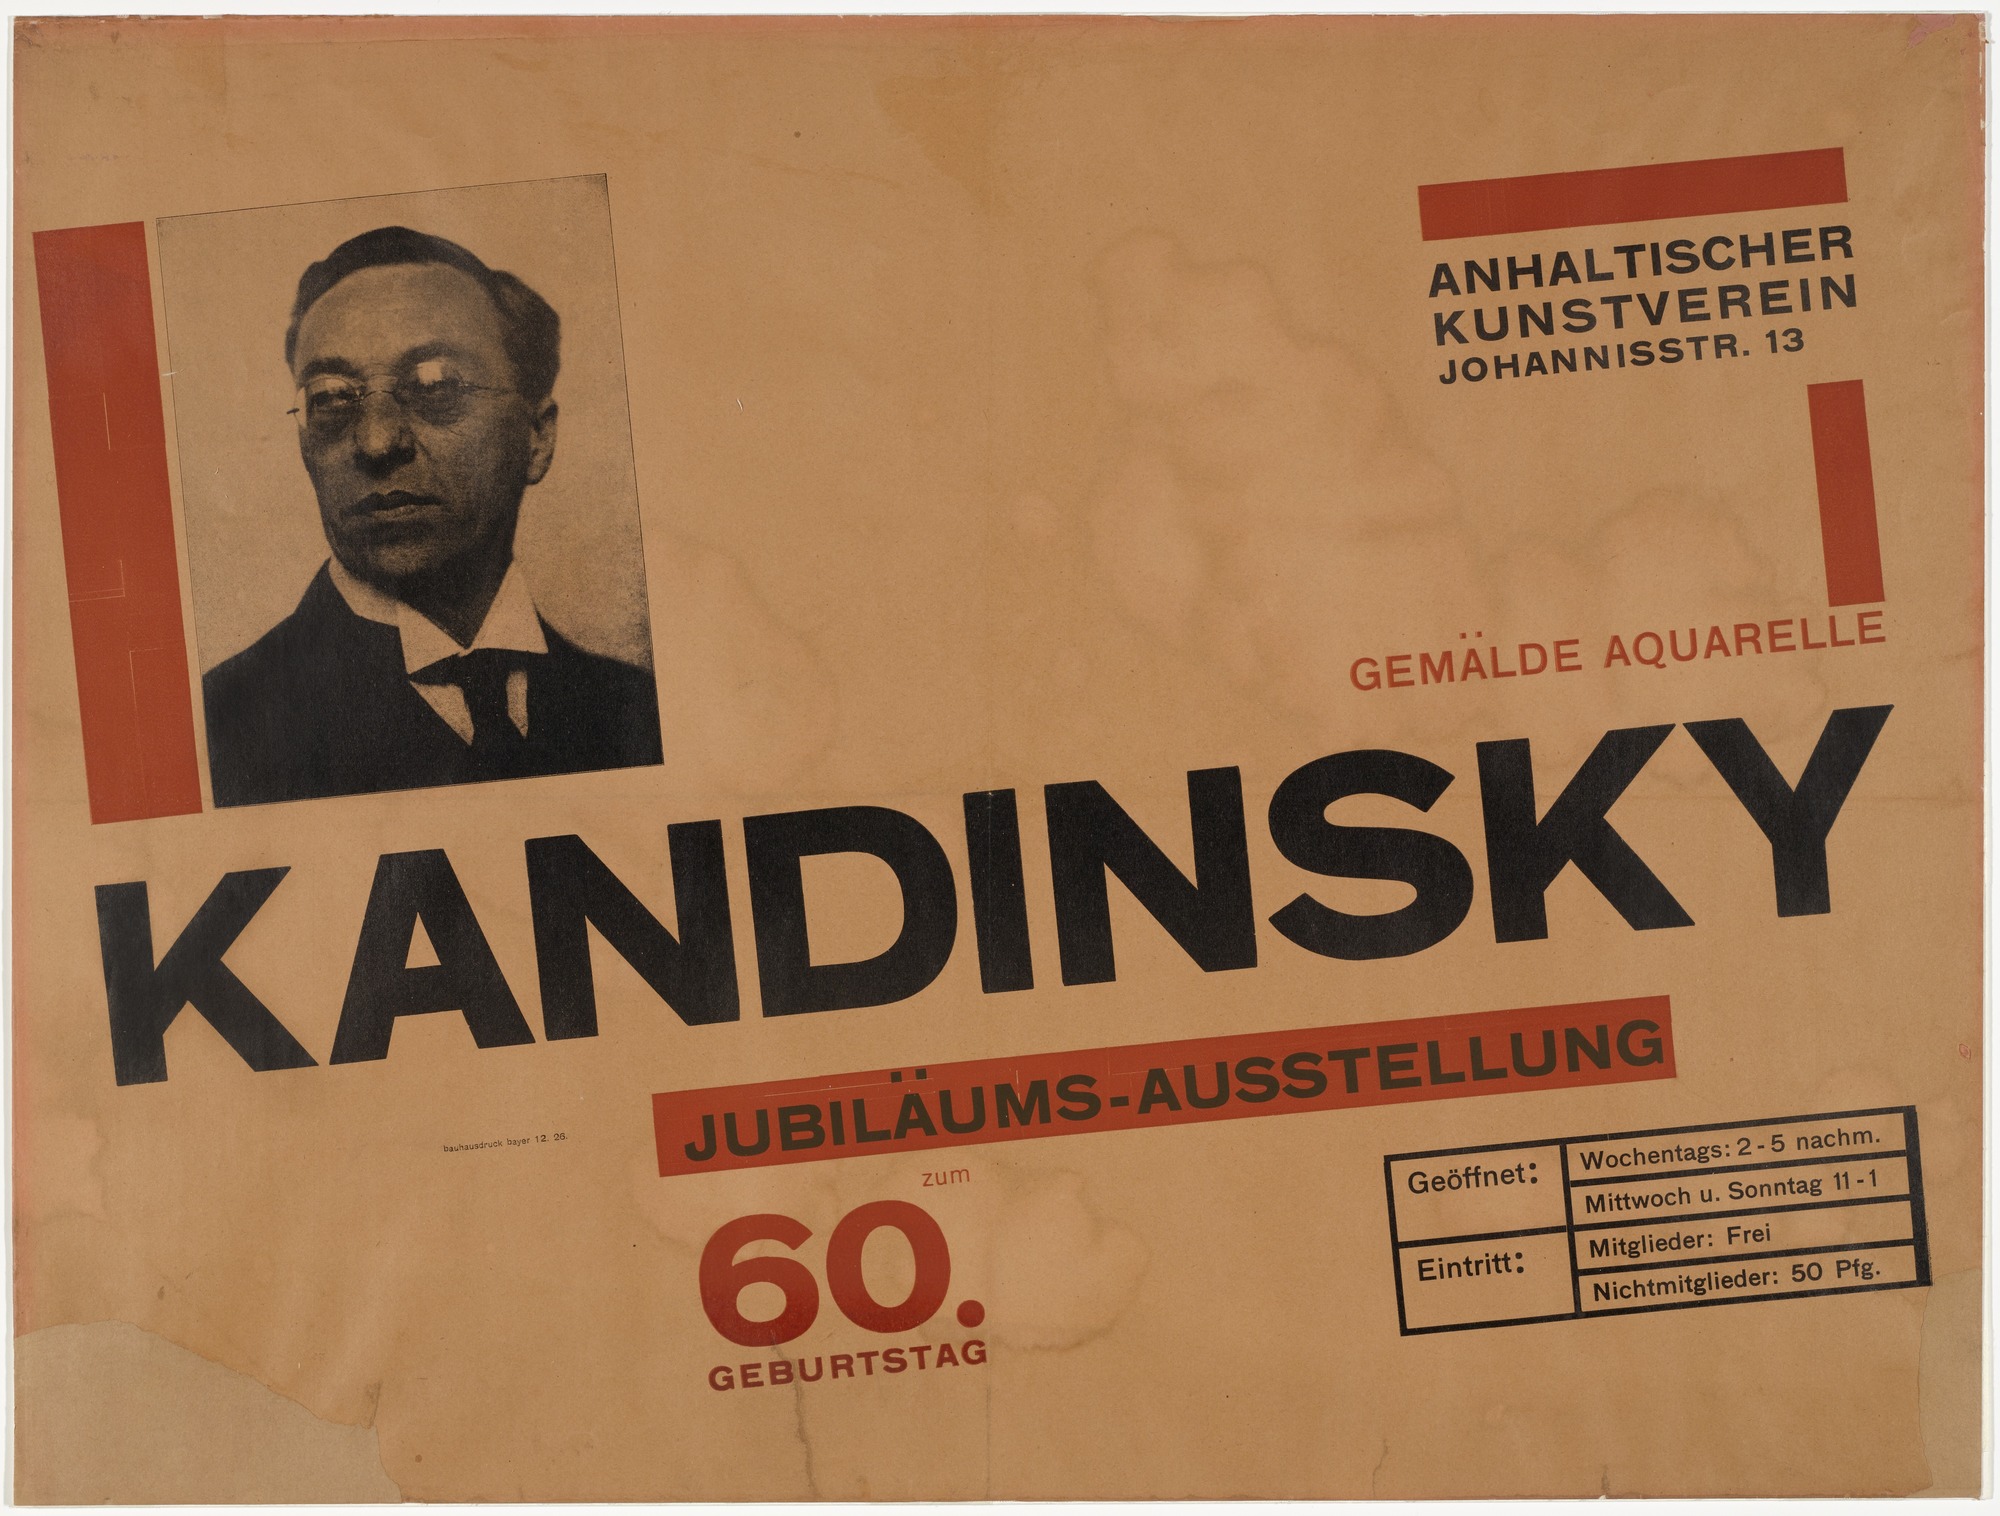 ANHALTISCHER
KUNSTVEREIN
JOHANNISSTR. 13
GEMÄLDE AQUARELLE
KANDINSKY
JUBILÄUMS-AUSSTELLUNG
zum
60.
GEBURTSTAG
bauhausdruck bayer 12. 26.
Geöffnet:
Wochentags: 2-5 nachm.
Mittwoch u. Sonntag 11-1
Eintritt:
Mitglieder: Frei
Nichtmitglieder: 50 Pfg.